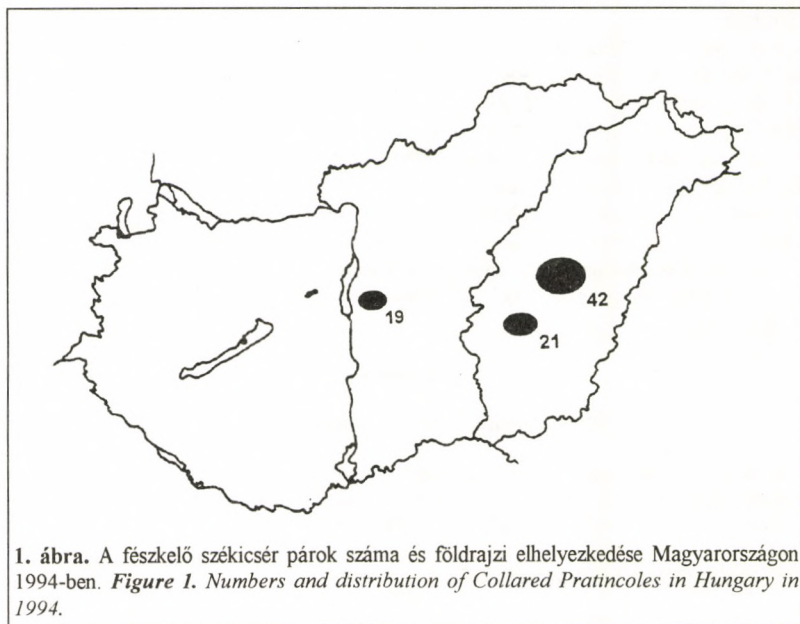 42
19
21
1. ábra. A fészkelő székicsér párok száma és földrajzi elhelyezkedése Magyarországon
1994-ben. Figure 1. Numbers and distribution of Collared Pratincoles in Hungary in
1994.